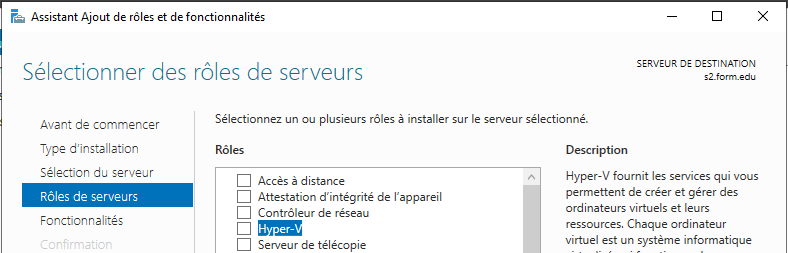 Assistant Ajout de rôles et de fonctionnalités
Sélectionner des rôles de serveurs
SERVEUR DE DESTINATION
s2.form.edu
Avant de commencer
Type d'installation
Sélection du serveur
Rôles de serveurs
Fonctionnalités
Confirmation
Sélectionnez un ou plusieurs rôles à installer sur le serveur sélectionné.
Rôles
Accès à distance
Attestation d'intégrité de l'appareil
Contrôleur de réseau
Hyper-V
Serveur de télécopie
Description
Hyper-V fournit les services qui vous
permettent de créer et gérer des
ordinateurs virtuels et leurs
ressources. Chaque ordinateur
virtuel est un système informatique